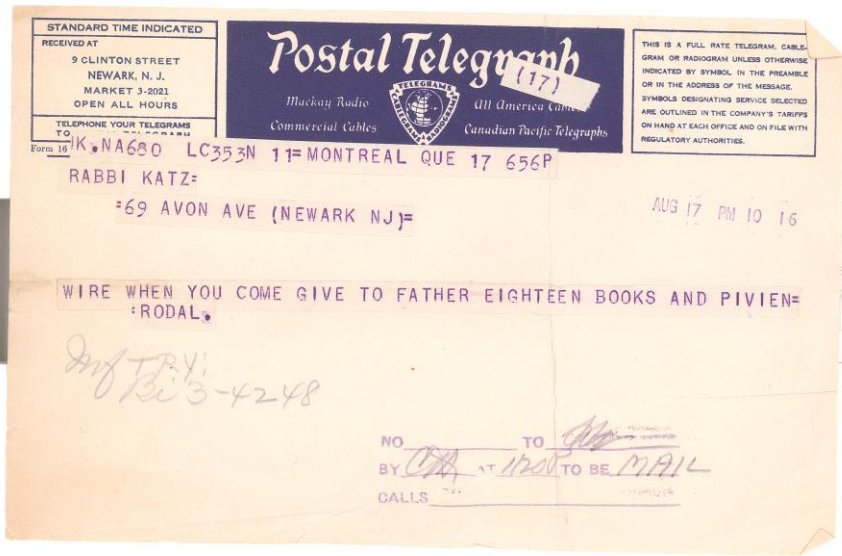 STANDARD TIME INDICATED
RECEIVED AT
9 CLINTON STREET
NEWARK, N. J.
MARKET 3-2021
OPEN ALL HOURS
TELEPHONE YOUR TELEGRAMS
TO
Form 16
Postal Telegraph
(17)
Mackay Radio
All America Cables
Commercial Cables
Canadian Pacific Telegraphs
TELEGRAMS
CABLEGRAMS RADIOGRAMS
THIS IS A FULL RATE TELEGRAM, CABLE-
GRAM OR RADIOGRAM UNLESS OTHERWISE
INDICATED BY SYMBOL IN THE PREAMBLE
OR IN THE ADDRESS OF THE MESSAGE.
SYMBOLS DESIGNATING SERVICE SELECTED
ARE OUTLINED IN THE COMPANY'S TARIFFS
ON HAND AT EACH OFFICE AND ON FILE WITH
REGULATORY AUTHORITIES.
NA680 LC353N 11=MONTREAL QUE 17 656P
RABBI KATZ=
=69 AVON AVE (NEWARK NJ)=
AUG 17 PM 10 16
WIRE WHEN YOU COME GIVE TO FATHER EIGHTEEN BOOKS AND PIVIEN=
:RODAL.
Bi 3-4248
NO TO
BY AT 1200 TO BE MAIL
CALLS